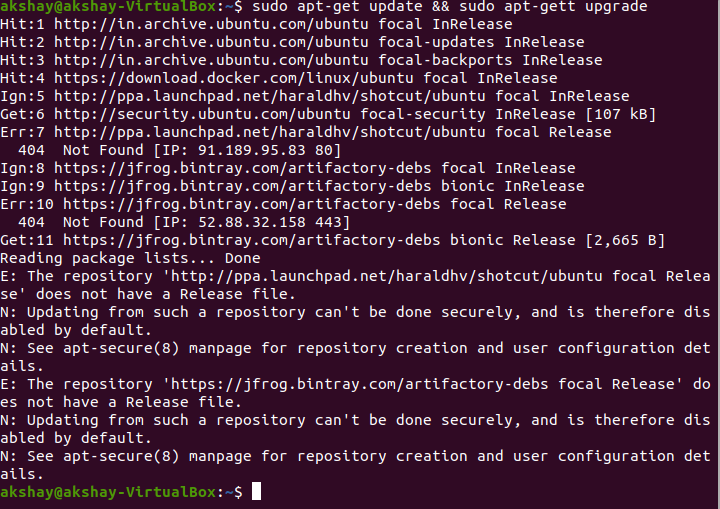 akshay@akshay-VirtualBox:~$ sudo apt-get update && sudo apt-gett upgrade
Hit:1 http://in.archive.ubuntu.com/ubuntu focal InRelease
Hit:2 http://in.archive.ubuntu.com/ubuntu focal-updates InRelease
Hit:3 http://in.archive.ubuntu.com/ubuntu focal-backports InRelease
Hit:4 https://download.docker.com/linux/ubuntu focal InRelease
Ign:5 http://ppa.launchpad.net/haraldhv/shotcut/ubuntu focal InRelease
Get:6 http://security.ubuntu.com/ubuntu focal-security InRelease [107 kB]
Err:7 http://ppa.launchpad.net/haraldhv/shotcut/ubuntu focal Release
  404  Not Found [IP: 91.189.95.83 80]
Ign:8 https://jfrog.bintray.com/artifactory-debs focal InRelease
Ign:9 https://jfrog.bintray.com/artifactory-debs bionic InRelease
Err:10 https://jfrog.bintray.com/artifactory-debs focal Release
  404  Not Found [IP: 52.88.32.158 443]
Get:11 https://jfrog.bintray.com/artifactory-debs bionic Release [2,665 B]
Reading package lists... Done
E: The repository 'http://ppa.launchpad.net/haraldhv/shotcut/ubuntu focal Relea
se' does not have a Release file.
N: Updating from such a repository can't be done securely, and is therefore dis
abled by default.
N: See apt-secure(8) manpage for repository creation and user configuration det
ails.
E: The repository 'https://jfrog.bintray.com/artifactory-debs focal Release' do
es not have a Release file.
N: Updating from such a repository can't be done securely, and is therefore dis
abled by default.
N: See apt-secure(8) manpage for repository creation and user configuration det
ails.
akshay@akshay-VirtualBox:~$